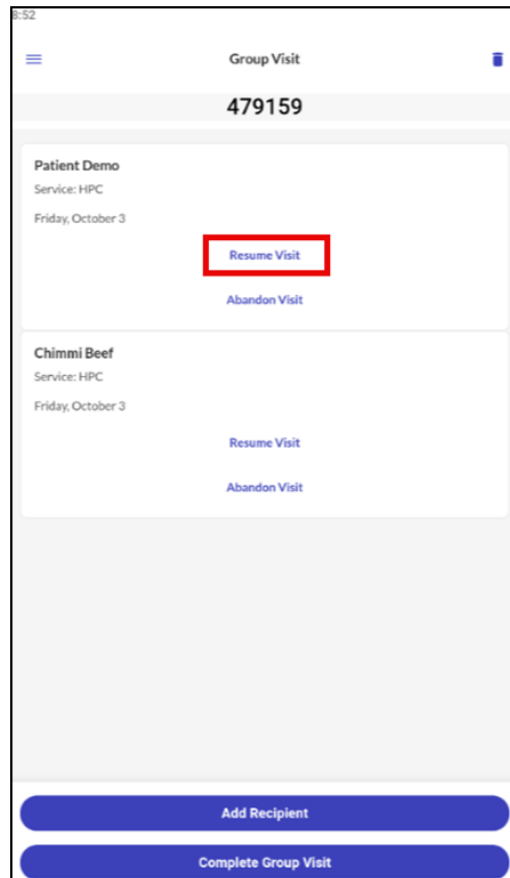 8:52
Group Visit
479159
Patient Demo
Service: HPC
Friday, October 3
Resume Visit
Abandon Visit
Chimmi Beef
Service: HPC
Friday, October 3
Resume Visit
Abandon Visit
Add Recipient
Complete Group Visit